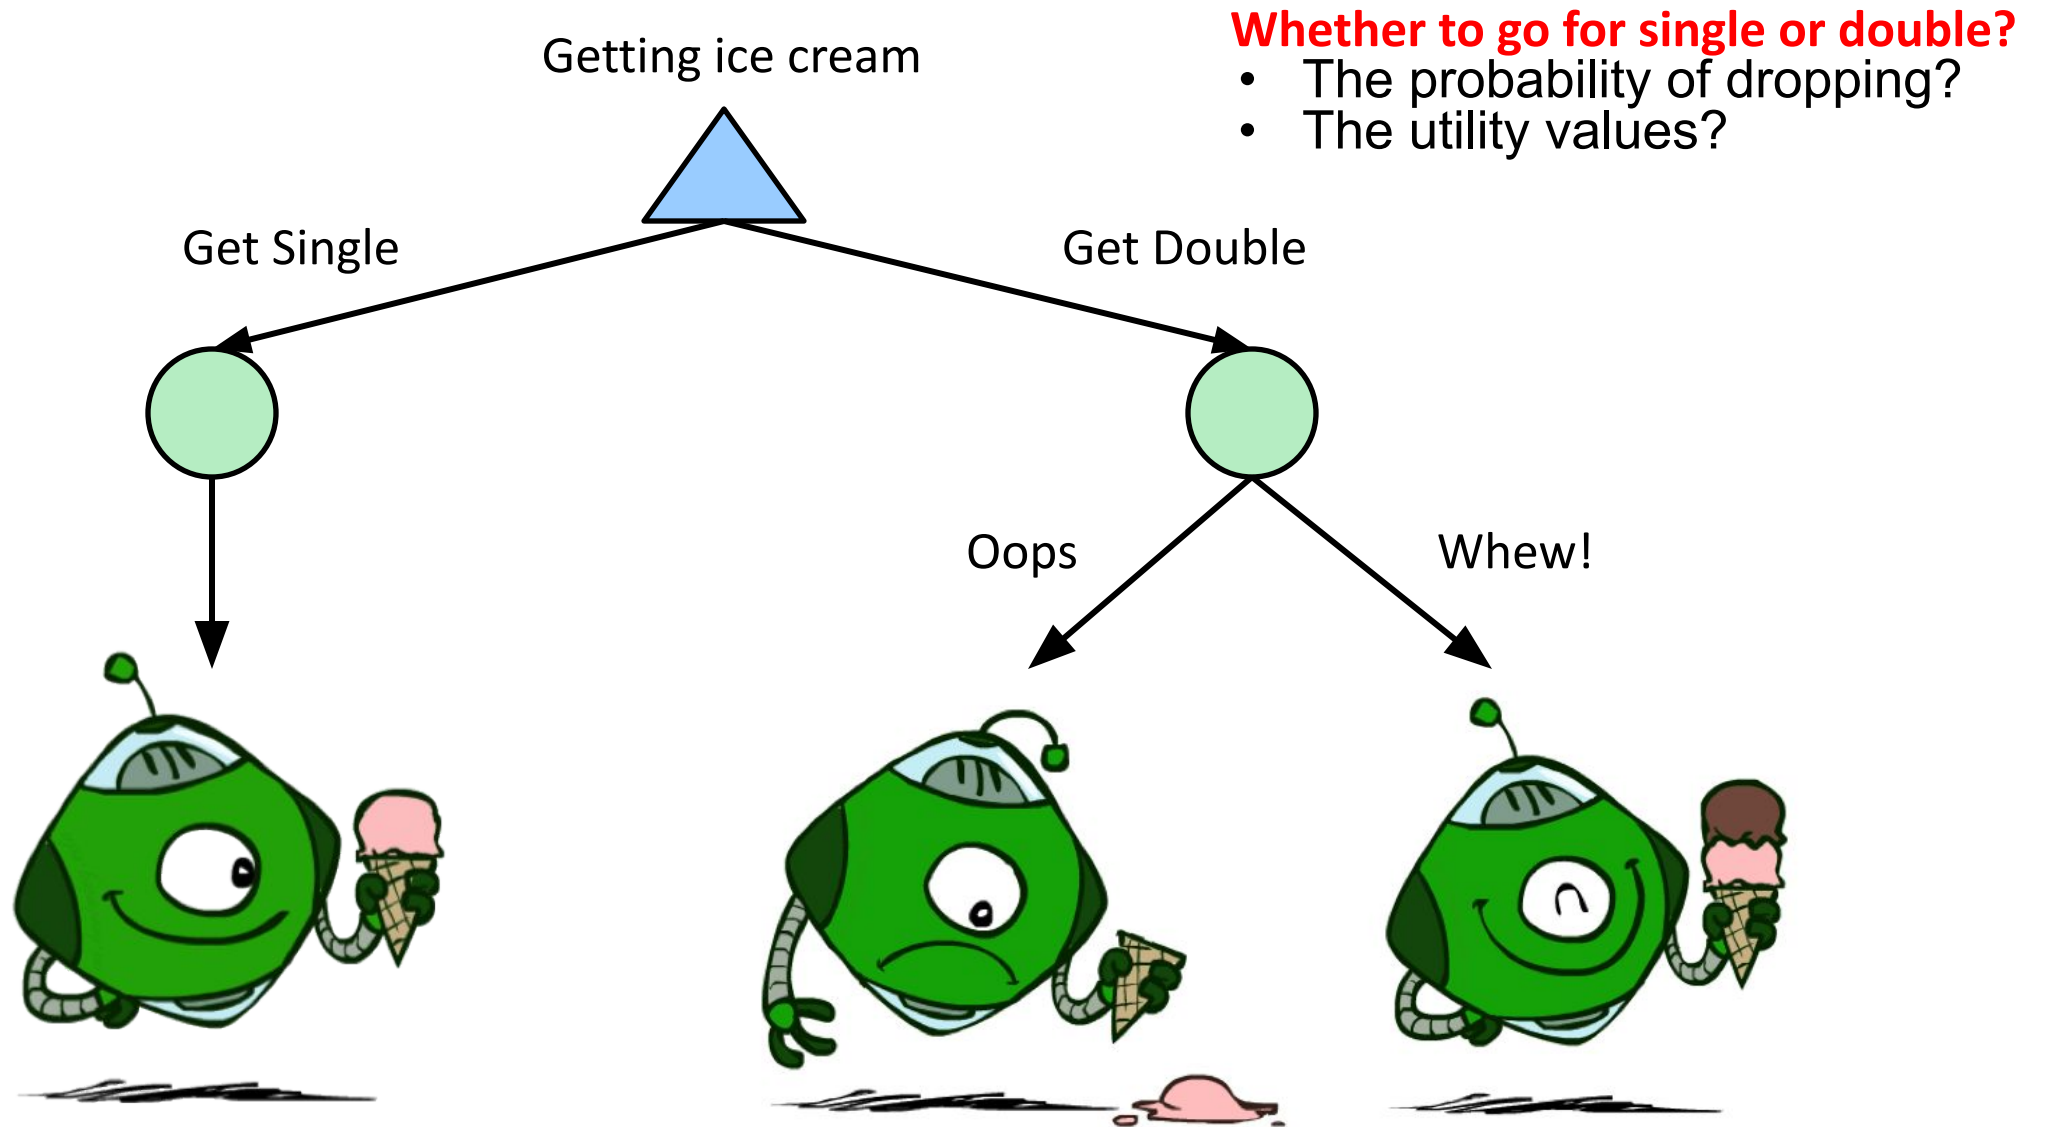 Whether to go for single or double?
• The probability of dropping?
• The utility values?
Getting ice cream
Get Single
Get Double
Oops
Whew!